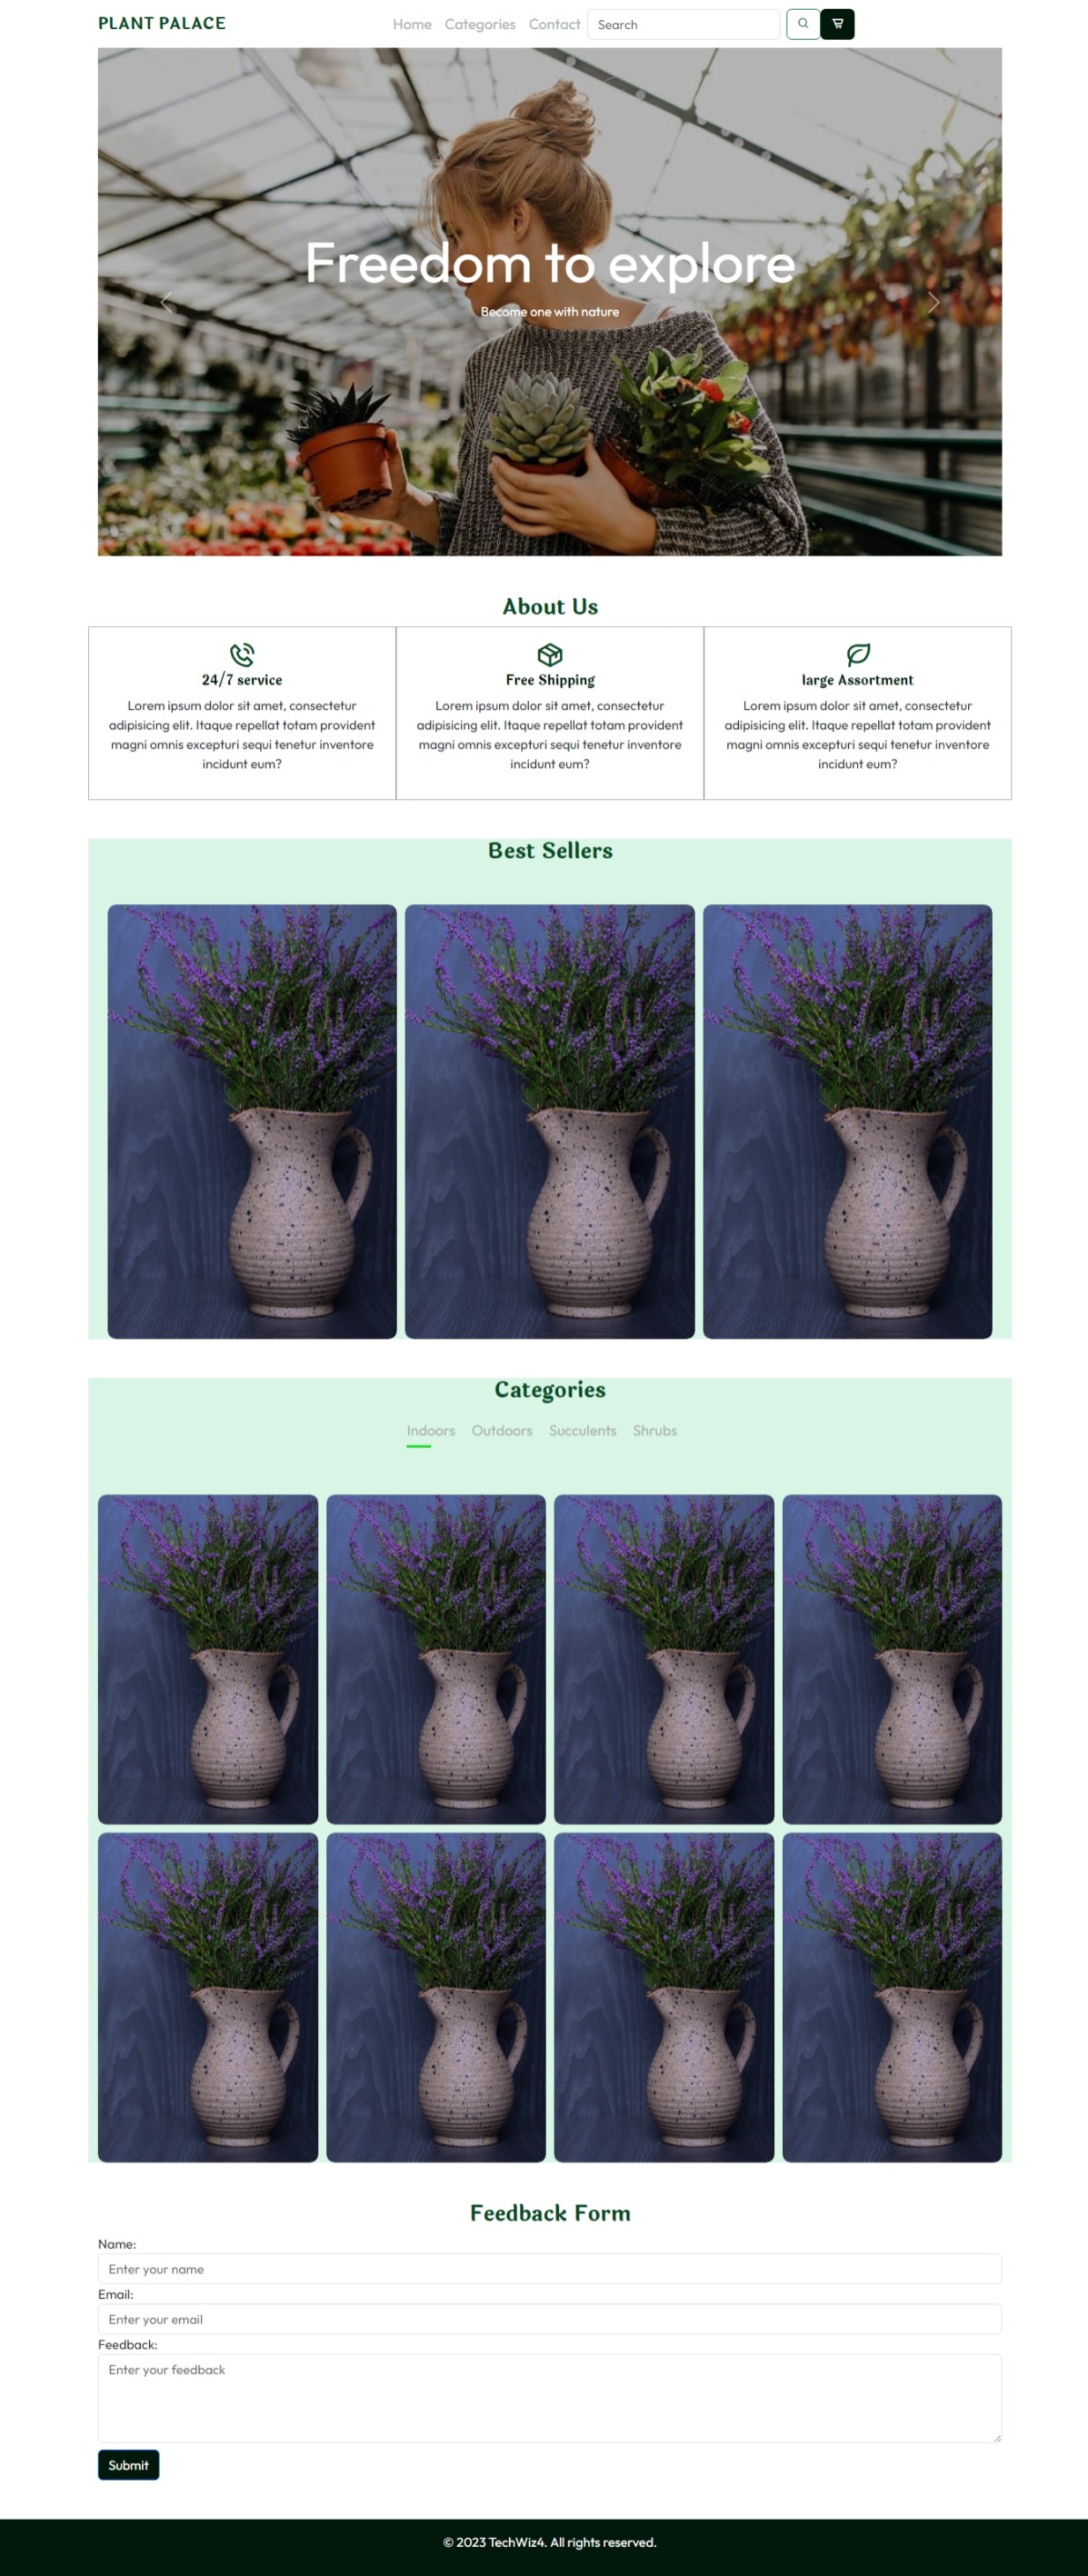 PLANT PALACE
Home Categories Contact Search
Freedom to explore
Become one with nature
About Us
24/7 service
Lorem ipsum dolor sit amet, consectetur
adipisicing elit. Itaque repellat totam provident
magni omnis excepturi sequi tenetur inventore
incidunt eum?
Free Shipping
Lorem ipsum dolor sit amet, consectetur
adipisicing elit. Itaque repellat totam provident
magni omnis excepturi sequi tenetur inventore
incidunt eum?
large Assortment
Lorem ipsum dolor sit amet, consectetur
adipisicing elit. Itaque repellat totam provident
magni omnis excepturi sequi tenetur inventore
incidunt eum?
Best Sellers
Categories
Indoors Outdoors Succulents Shrubs
Feedback Form
Name:
Enter your name
Email:
Enter your email
Feedback:
Enter your feedback
Submit
© 2023 TechWiz4. All rights reserved.